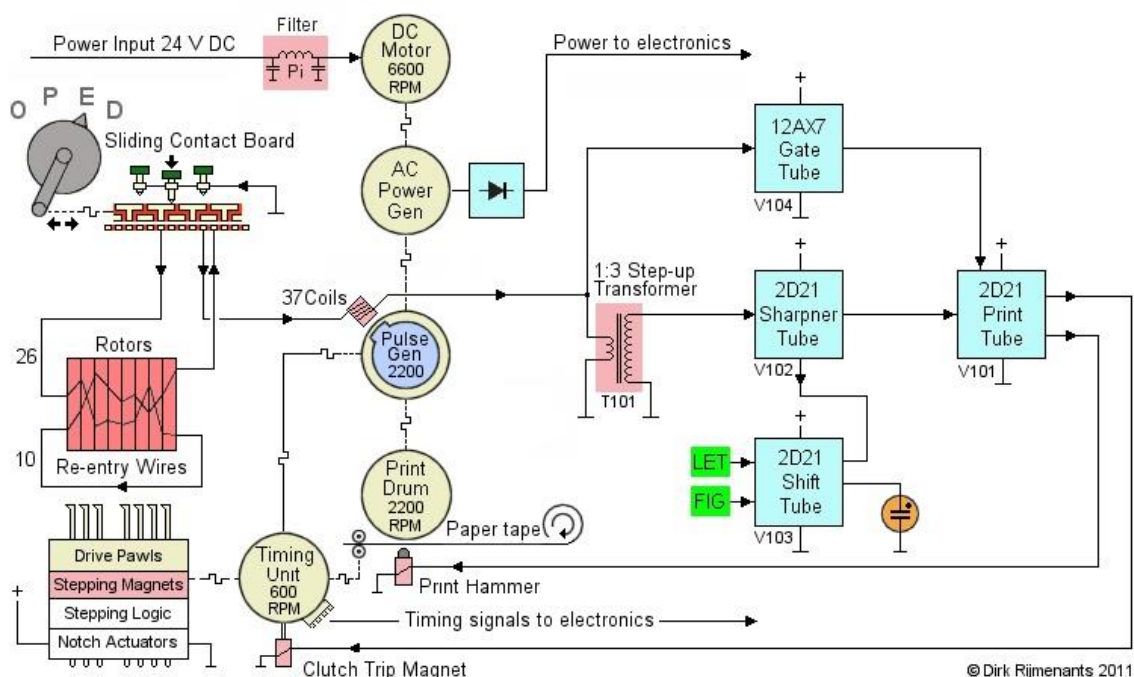 Filter
Power Input 24 V DC
Pi
DC
Motor
6600
RPM
Power to electronics
O P E D
Sliding Contact Board
AC
Power
Gen
+
12AX7
Gate
Tube
V104
1:3 Step-up
Transformer
T101
+
2D21
Sharpner
Tube
V102
+
2D21
Print
Tube
V101
37Coils
Pulse
Gen
2200
26
Rotors
10
Re-entry Wires
Print
Drum
2200
RPM
LET
FIG
+
2D21
Shift
Tube
V103
Paper tape
Print Hammer
Drive Pawls
Stepping Magnets
Stepping Logic
Notch Actuators
+
Timing
Unit
600
RPM
Timing signals to electronics
Clutch Trip Magnet
© Dirk Rijmenants 2011